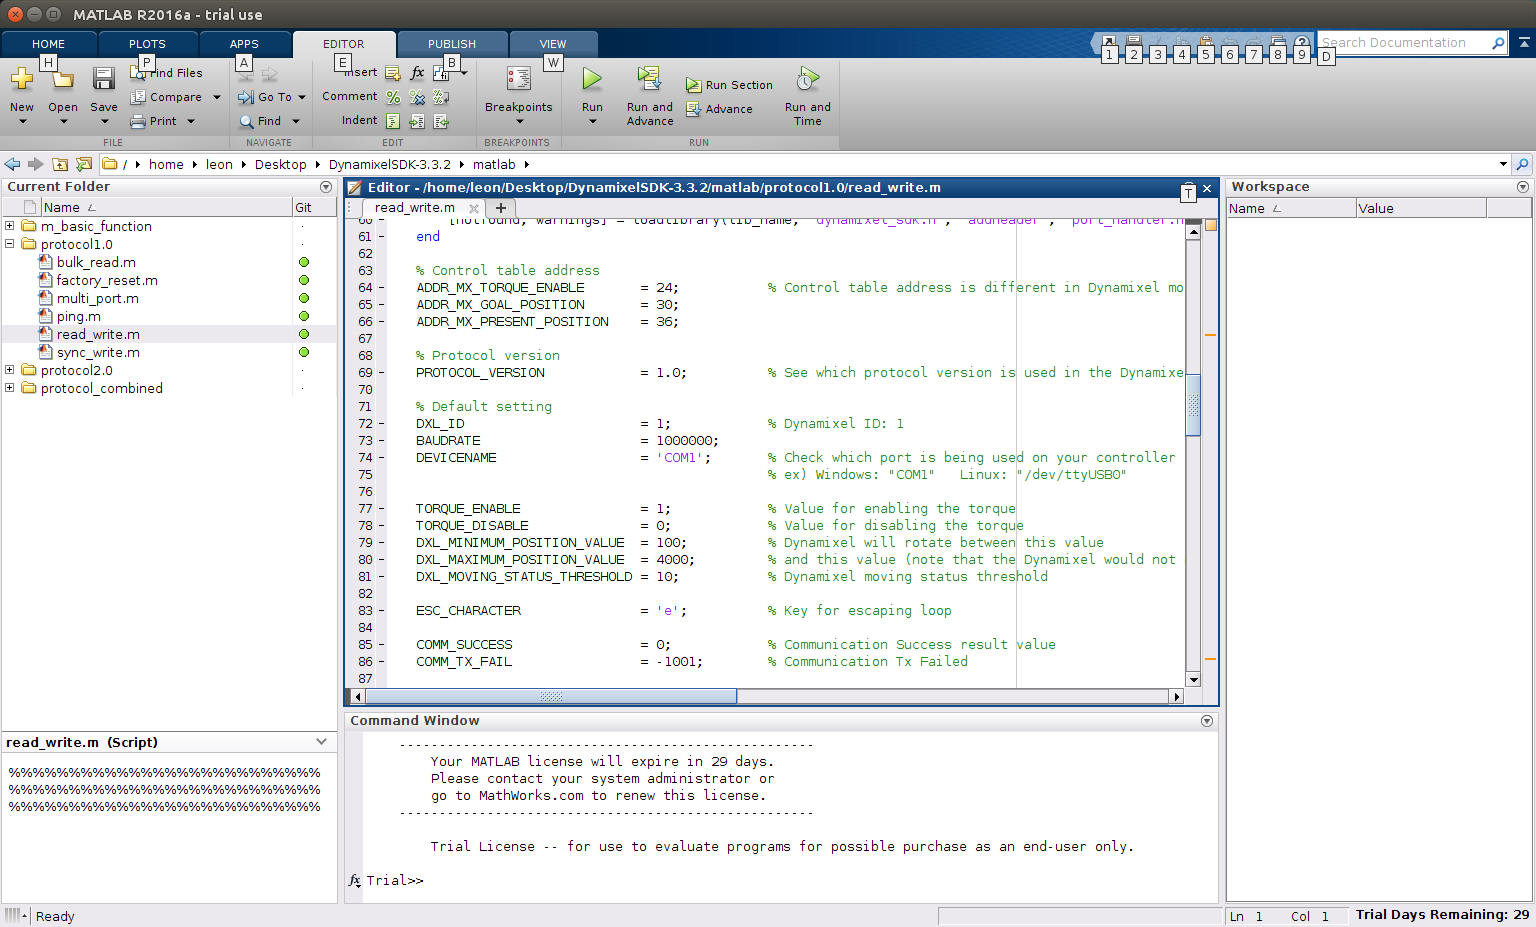 MATLAB R2016a - trial use
HOME PLOTS APPS EDITOR PUBLISH VIEW
Search Documentation
H P A E B W 1 2 3 4 5 6 7 8 9 D
New
Open
Save
Find Files
Compare
Print
FILE
Go To
Find
NAVIGATE
Insert
Comment
Indent
EDIT
Breakpoints
BREAKPOINTS
Run
Run and Advance
Run Section
Advance
Run and Time
RUN
/ home leon Desktop DynamixelSDK-3.3.2 matlab
Current Folder
Name Git
m_basic_function
protocol1.0
bulk_read.m
factory_reset.m
multi_port.m
ping.m
read_write.m
sync_write.m
protocol2.0
protocol_combined
read_write.m (Script)
%%%%%%%%%%%%%%%%%%%%%%%%%%
%%%%%%%%%%%%%%%%%%%%%%%%%%
%%%%%%%%%%%%%%%%%%%%%%%%%%
Editor - /home/leon/Desktop/DynamixelSDK-3.3.2/matlab/protocol1.0/read_write.m
T
read_write.m
60 [notfound, warnings] = loadlibrary(lib_name, 'dynamixel_sdk.h', 'addheader', 'port_handler.h
61 - end
62
63 % Control table address
64 - ADDR_MX_TORQUE_ENABLE = 24; % Control table address is different in Dynamixel mo
65 - ADDR_MX_GOAL_POSITION = 30;
66 - ADDR_MX_PRESENT_POSITION = 36;
67
68 % Protocol version
69 - PROTOCOL_VERSION = 1.0; % See which protocol version is used in the Dynamixe
70
71 % Default setting
72 - DXL_ID = 1; % Dynamixel ID: 1
73 - BAUDRATE = 1000000;
74 - DEVICENAME = 'COM1'; % Check which port is being used on your controller
75 % ex) Windows: "COM1" Linux: "/dev/ttyUSB0"
76
77 - TORQUE_ENABLE = 1; % Value for enabling the torque
78 - TORQUE_DISABLE = 0; % Value for disabling the torque
79 - DXL_MINIMUM_POSITION_VALUE = 100; % Dynamixel will rotate between this value
80 - DXL_MAXIMUM_POSITION_VALUE = 4000; % and this value (note that the Dynamixel would not
81 - DXL_MOVING_STATUS_THRESHOLD = 10; % Dynamixel moving status threshold
82
83 - ESC_CHARACTER = 'e'; % Key for escaping loop
84
85 - COMM_SUCCESS = 0; % Communication Success result value
86 - COMM_TX_FAIL = -1001; % Communication Tx Failed
87
Command Window
----------------------------------------------------
Your MATLAB license will expire in 29 days.
Please contact your system administrator or
go to MathWorks.com to renew this license.
----------------------------------------------------
Trial License -- for use to evaluate programs for possible purchase as an end-user only.
fx Trial>>
Workspace
Name Value
Ready
Ln 1 Col 1
Trial Days Remaining: 29